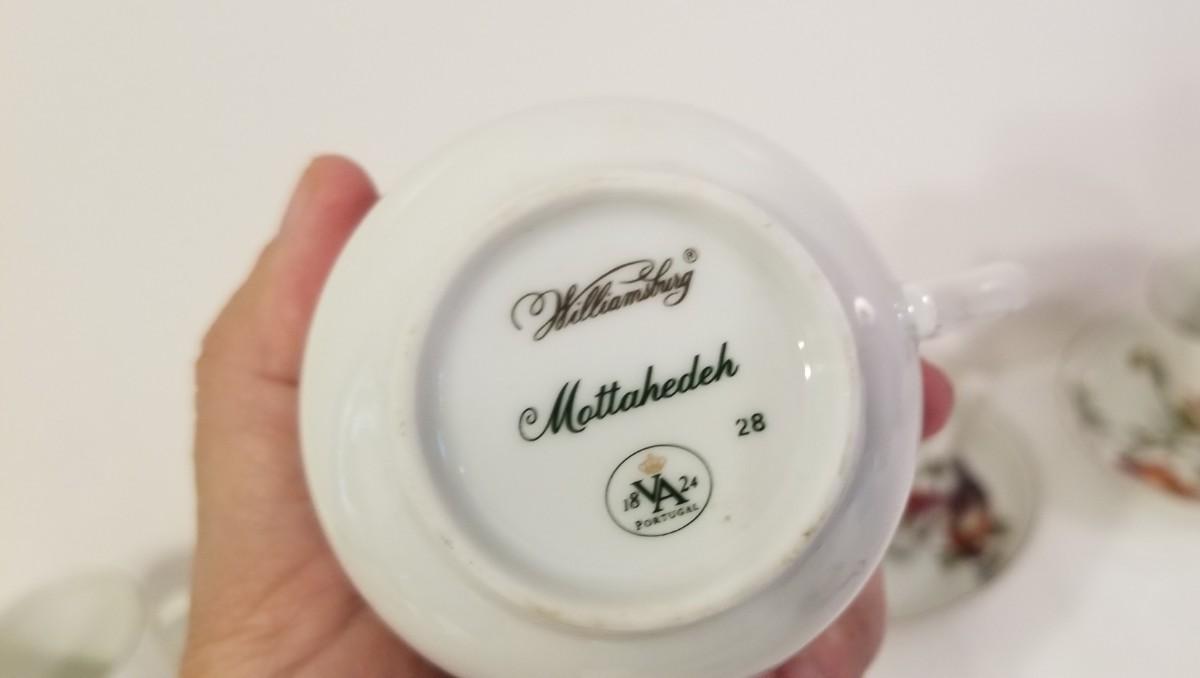 Williamsburg®
Mottahedeh
28
18 VA 24
PORTUGAL